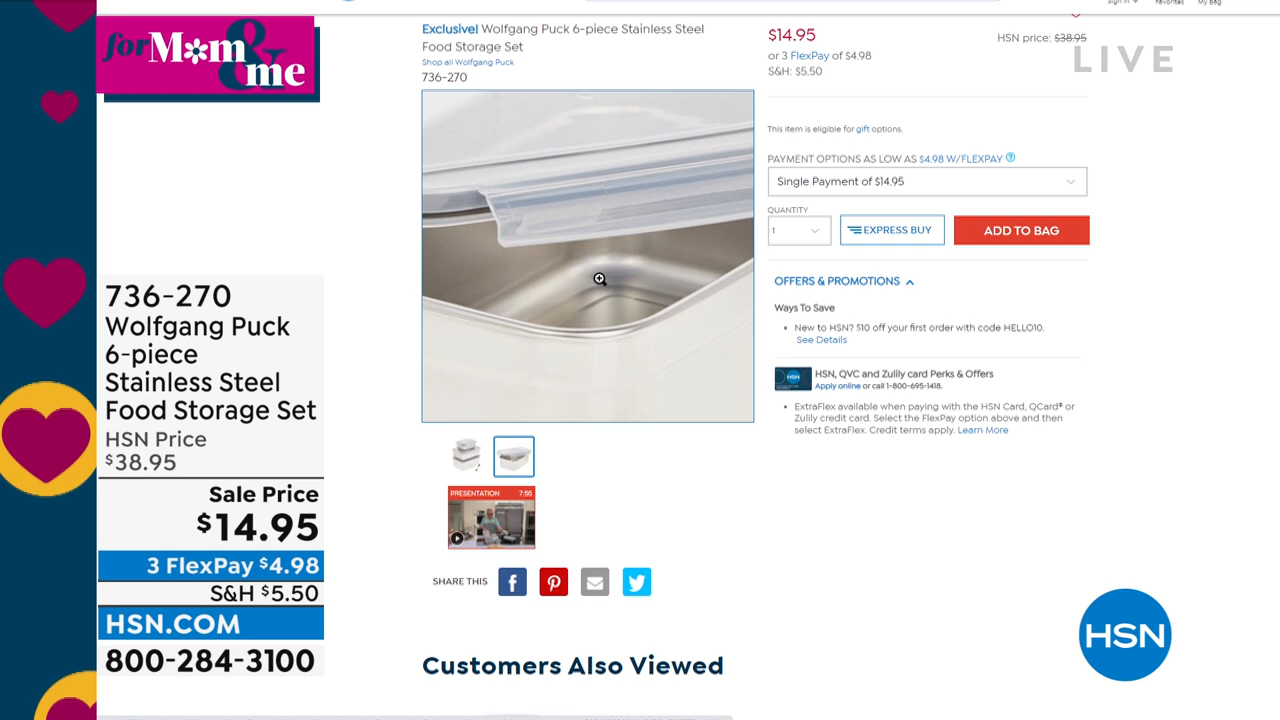 Sign in
Favorites
My Bag
for Mom
& me
Exclusive! Wolfgang Puck 6-piece Stainless Steel
Food Storage Set
Shop all Wolfgang Puck
736-270
$14.95
HSN price: $38.95
or 3 FlexPay of $4.98
S&H: $5.50
LIVE
This item is eligible for gift options.
PAYMENT OPTIONS AS LOW AS $4.98 W/FLEXPAY ?
Single Payment of $14.95
QUANTITY
1
EXPRESS BUY
ADD TO BAG
OFFERS & PROMOTIONS
Ways To Save
• New to HSN? $10 off your first order with code HELLO10.
See Details
HSN
HSN, QVC and Zulily card Perks & Offers
Apply online or call 1-800-695-1418.
• ExtraFlex available when paying with the HSN Card, QCard® or
Zulily credit card. Select the FlexPay option above and then
select ExtraFlex. Credit terms apply. Learn More
PRESENTATION 7:55
SHARE THIS
Customers Also Viewed
736-270
Wolfgang Puck
6-piece
Stainless Steel
Food Storage Set
HSN Price
$38.95
Sale Price
$14.95
3 FlexPay $4.98
S&H $5.50
HSN.COM
800-284-3100
HSN